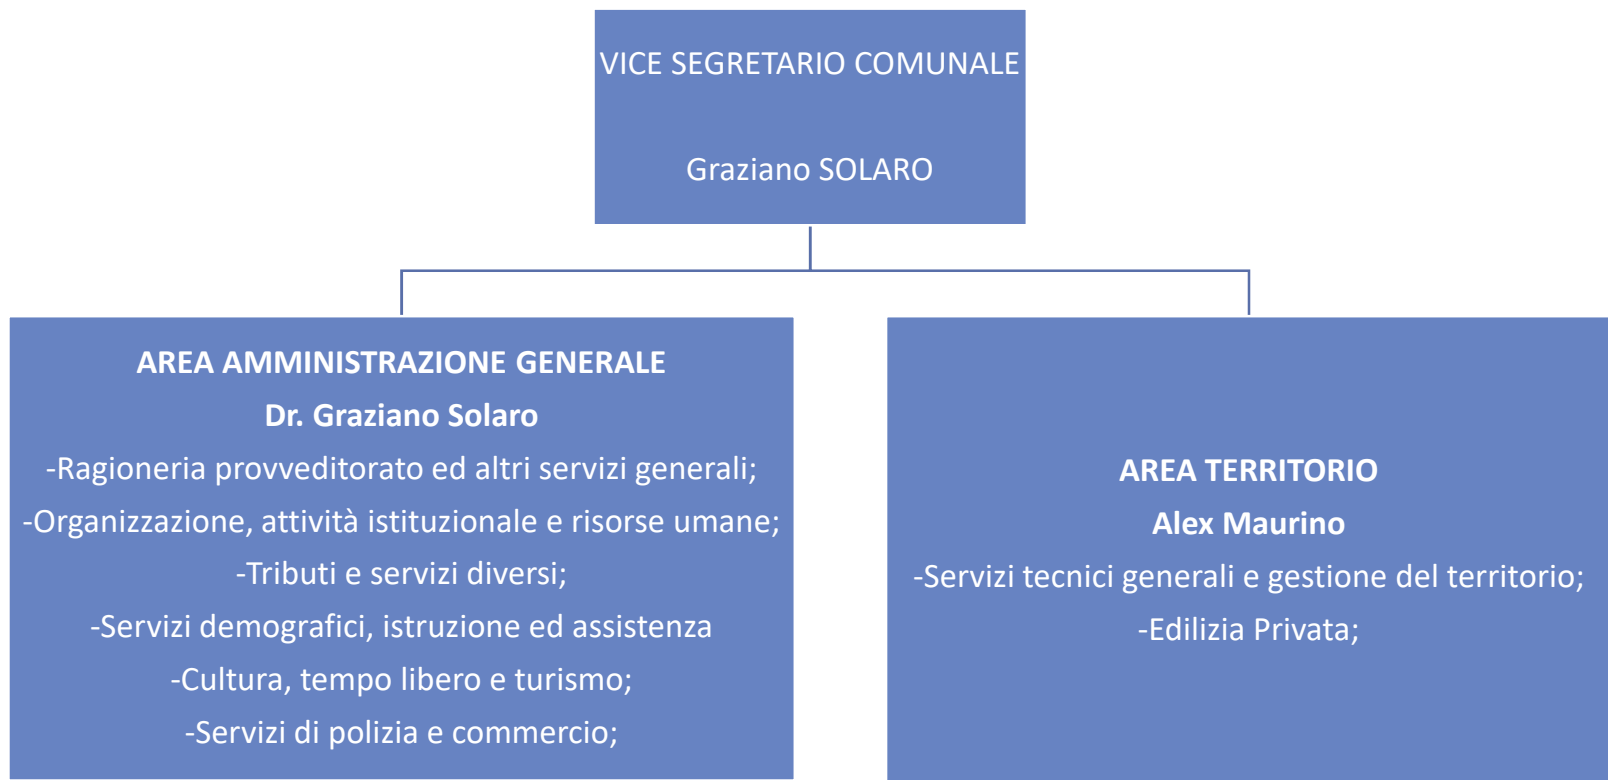 VICE SEGRETARIO COMUNALE
Graziano SOLARO
AREA AMMINISTRAZIONE GENERALE
Dr. Graziano Solaro
-Ragioneria provveditorato ed altri servizi generali;
-Organizzazione, attività istituzionale e risorse umane;
-Tributi e servizi diversi;
-Servizi demografici, istruzione ed assistenza
-Cultura, tempo libero e turismo;
-Servizi di polizia e commercio;
AREA TERRITORIO
Alex Maurino
-Servizi tecnici generali e gestione del territorio;
-Edilizia Privata;